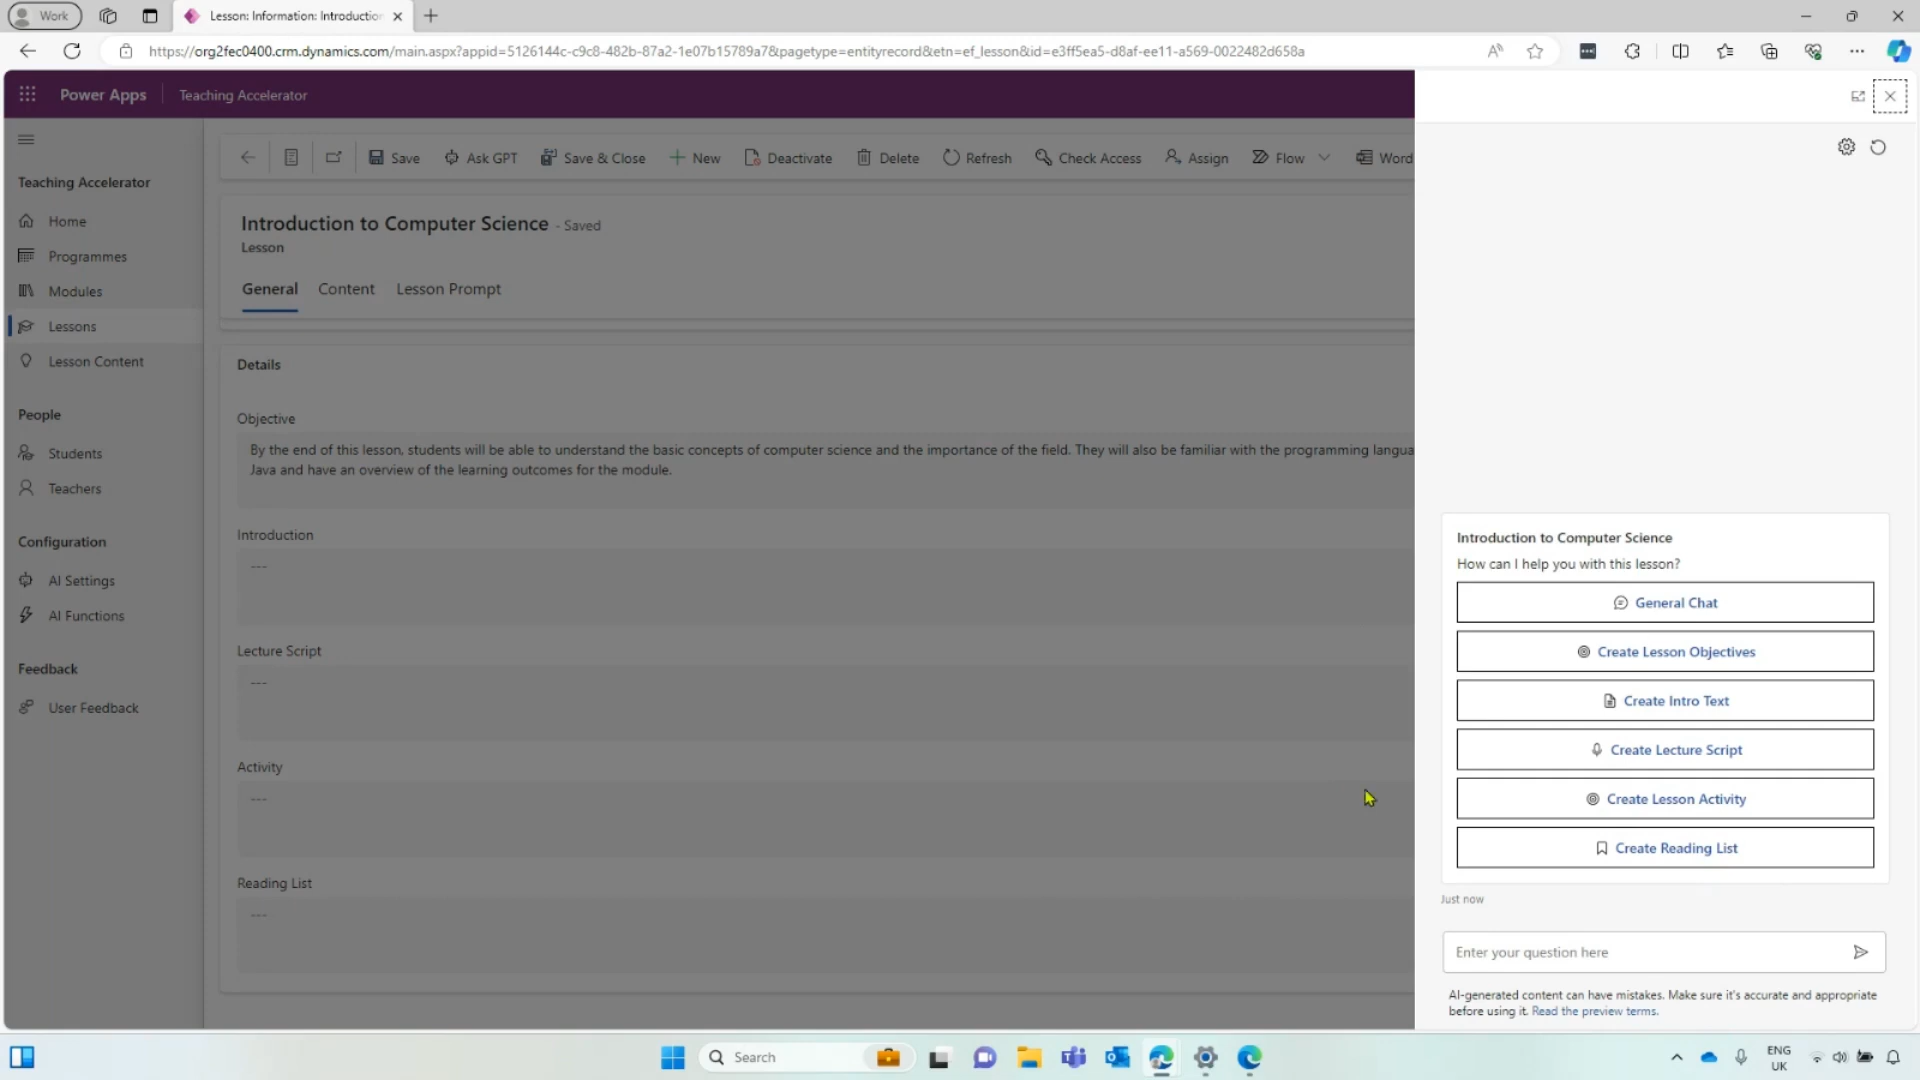 Work
Lesson: Information: Introduction
https://org2fec0400.crm.dynamics.com/main.aspx?appid=5126144c-c9c8-482b-87a2-1e07b15789a7&pagetype=entityrecord&etn=ef_lesson&id=e3ff5ea5-d8af-ee11-a569-0022482d658a
Power Apps
Teaching Accelerator
Save
Ask GPT
Save & Close
New
Deactivate
Delete
Refresh
Check Access
Assign
Flow
Word
Teaching Accelerator
Home
Programmes
Modules
Lessons
Lesson Content
People
Students
Teachers
Configuration
AI Settings
AI Functions
Feedback
User Feedback
Introduction to Computer Science - Saved
Lesson
General
Content
Lesson Prompt
Details
Objective
By the end of this lesson, students will be able to understand the basic concepts of computer science and the importance of the field. They will also be familiar with the programming langua
Java and have an overview of the learning outcomes for the module.
Introduction
---
Lecture Script
---
Activity
---
Reading List
---
Introduction to Computer Science
How can I help you with this lesson?
General Chat
Create Lesson Objectives
Create Intro Text
Create Lecture Script
Create Lesson Activity
Create Reading List
Just now
Enter your question here
AI-generated content can have mistakes. Make sure it's accurate and appropriate
before using it. Read the preview terms.
Search
ENG
UK